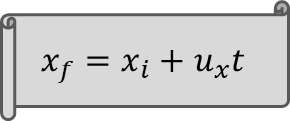 x_f = x_i + u_x t